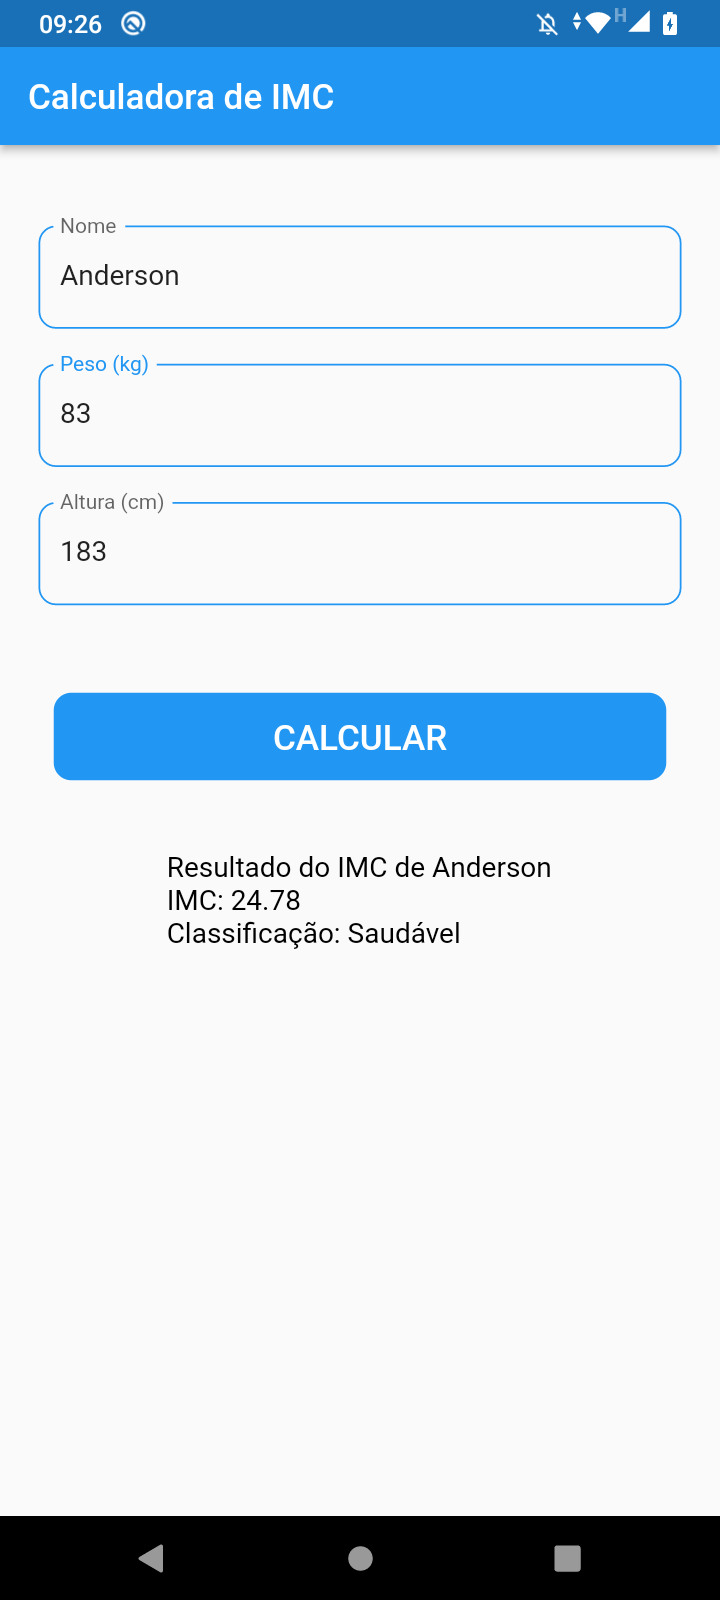 09:26
H
Calculadora de IMC
Nome
Anderson
Peso (kg)
83
Altura (cm)
183
CALCULAR
Resultado do IMC de Anderson
IMC: 24.78
Classificação: Saudável